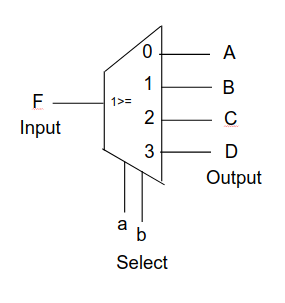 0 A
1 B
F 1>=
Input
2 C
3 D
Output
a
b
Select